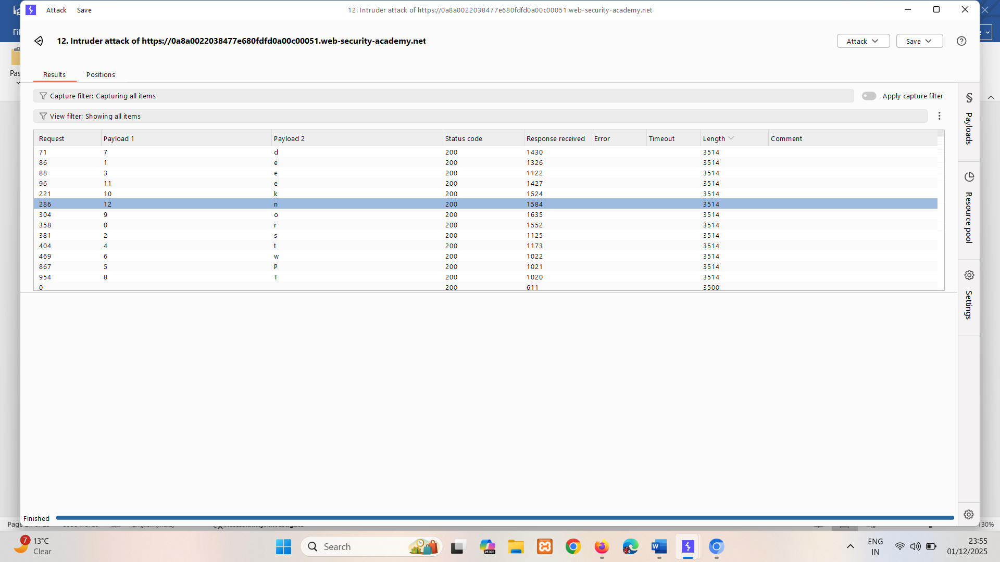 Attack Save 12. Intruder attack of https://0a8a0022038477e680fdfd0a00c00051.web-security-academy.net
12. Intruder attack of https://0a8a0022038477e680fdfd0a00c00051.web-security-academy.net Attack Save
Results Positions
Capture filter: Capturing all items Apply capture filter
View filter: Showing all items
Request Payload 1 Payload 2 Status code Response received Error Timeout Length Comment
71 7 d 200 1430 3514
86 1 e 200 1326 3514
88 3 e 200 1122 3514
96 11 e 200 1427 3514
221 10 k 200 1524 3514
286 12 n 200 1584 3514
304 9 o 200 1635 3514
358 0 r 200 1552 3514
381 2 s 200 1125 3514
404 4 t 200 1173 3514
469 6 w 200 1022 3514
867 5 P 200 1021 3514
954 8 T 200 1020 3514
0 200 611 3500
Payloads
Resource pool
Settings
Finished
130%
7
13°C
Clear
Search
M365
ENG
IN
23:55
01/12/2025